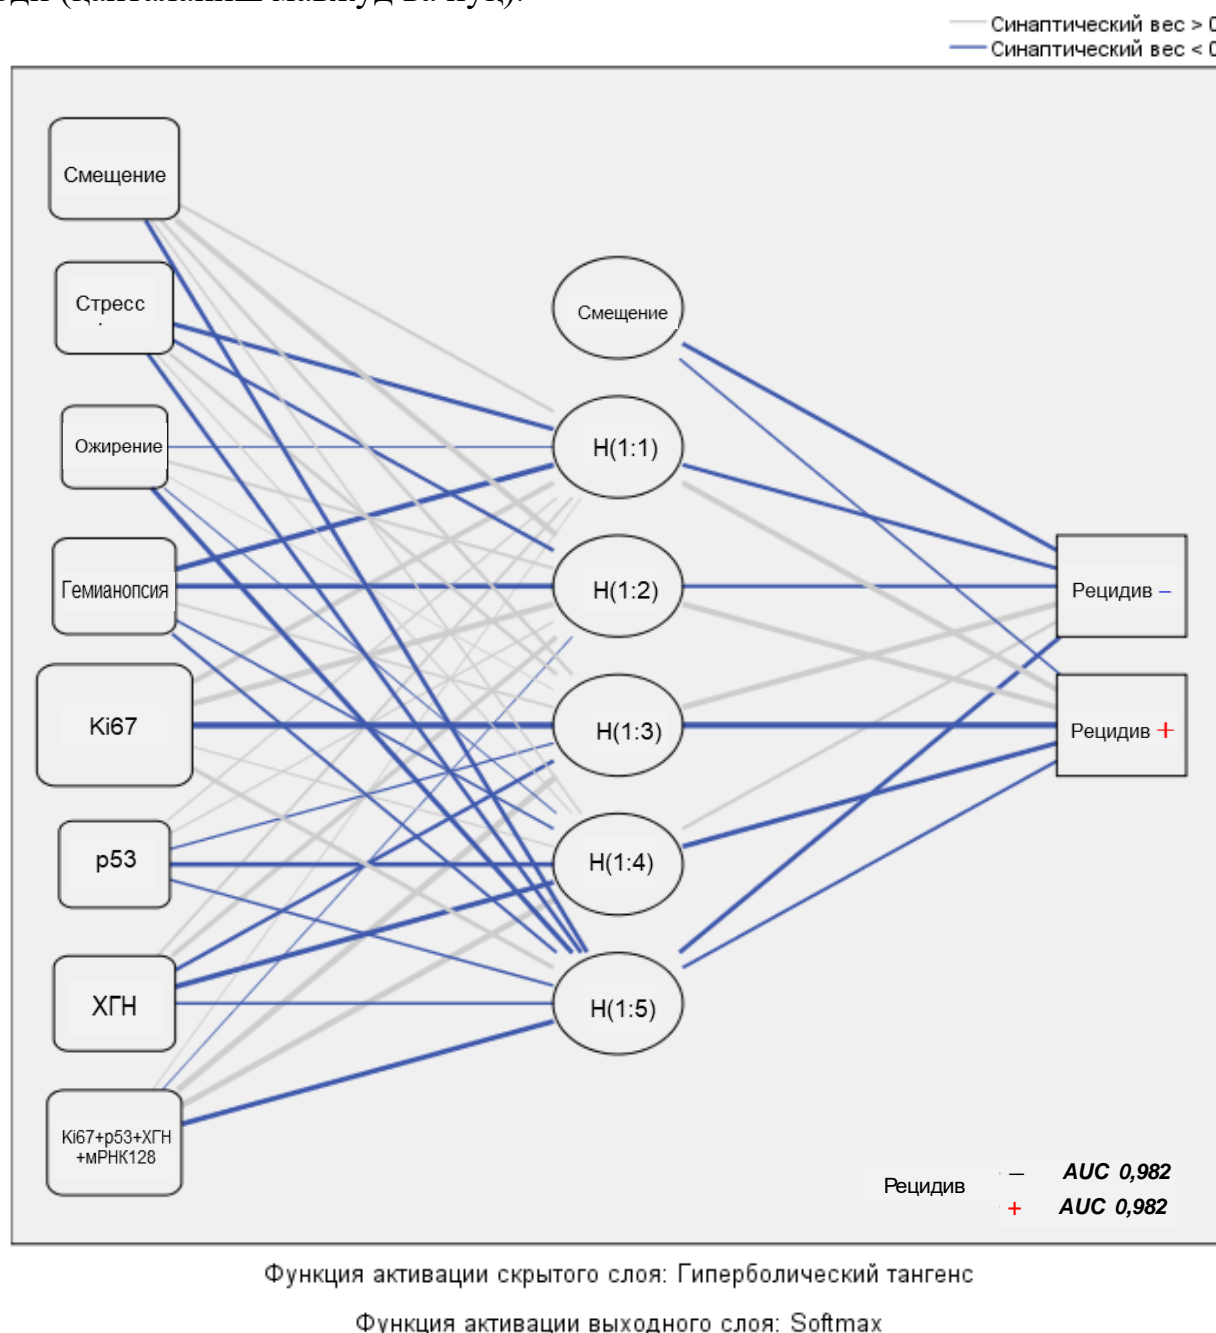 Синаптический вес > 0
Синаптический вес < 0
Смещение
Стресс
Смещение
Ожирение
H(1:1)
Гемианопсия
H(1:2)
Рецидив –
Ki67
H(1:3)
Рецидив +
p53
H(1:4)
ХГН
H(1:5)
Ki67+p53+ХГН
+мРНК128
Рецидив
– AUC 0,982
+ AUC 0,982
Функция активации скрытого слоя: Гиперболический тангенс
Функция активации выходного слоя: Softmax